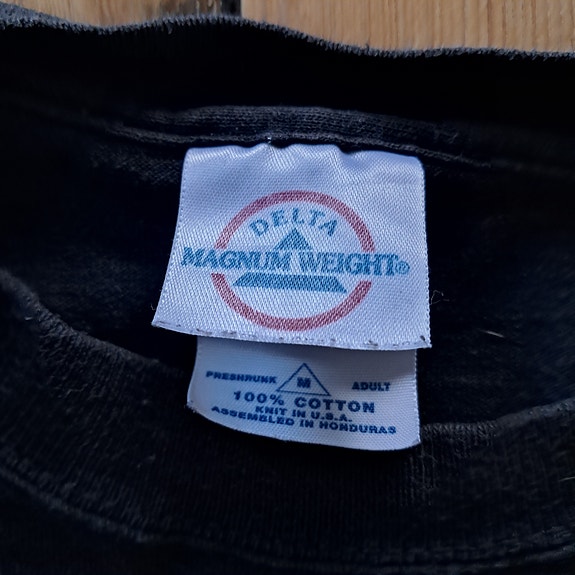 DELTA
MAGNUM WEIGHT®
PRESHRUNK M ADULT
100% COTTON
KNIT IN U.S.A.
ASSEMBLED IN HONDURAS